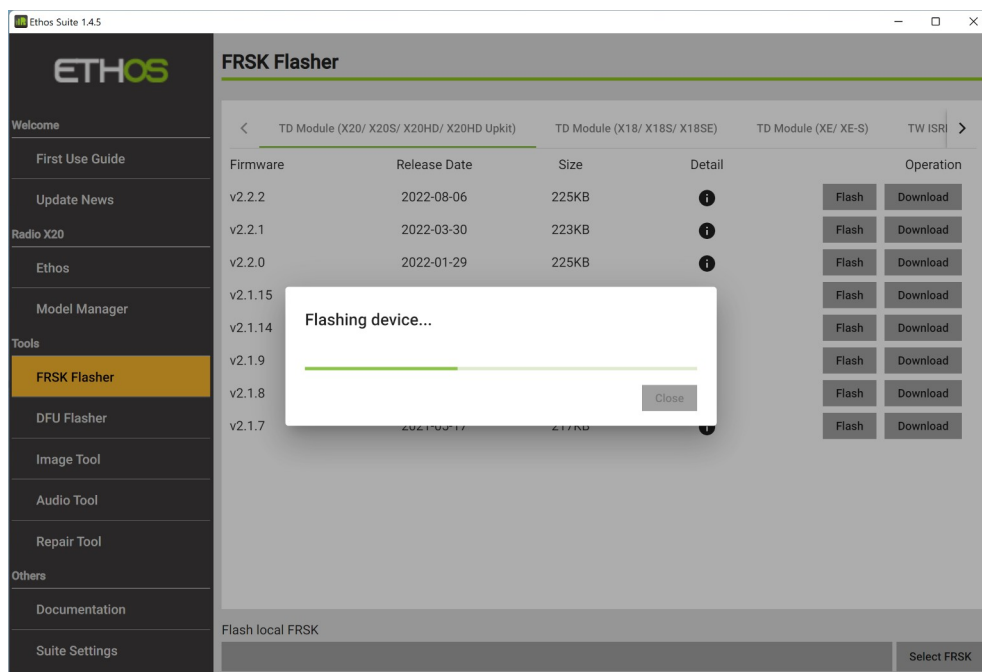 Ethos Suite 1.4.5
ETHOS
Welcome
First Use Guide
Update News
Radio X20
Ethos
Model Manager
Tools
FRSK Flasher
DFU Flasher
Image Tool
Audio Tool
Repair Tool
Others
Documentation
Suite Settings
FRSK Flasher
TD Module (X20/ X20S/ X20HD/ X20HD Upkit) TD Module (X18/ X18S/ X18SE) TD Module (XE/ XE-S) TW ISR
Firmware Release Date Size Detail Operation
v2.2.2 2022-08-06 225KB Flash Download
v2.2.1 2022-03-30 223KB Flash Download
v2.2.0 2022-01-29 225KB Flash Download
v2.1.15 Flash Download
v2.1.14 Flash Download
v2.1.9 Flash Download
v2.1.8 Flash Download
v2.1.7 2021-05-17 217KB Flash Download
Flashing device...
Close
Flash local FRSK
Select FRSK